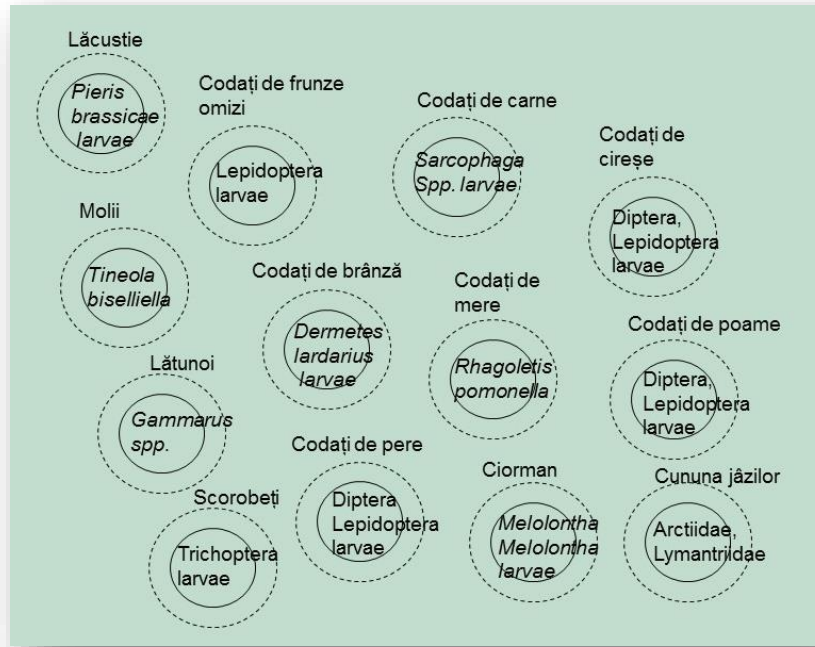 Lăcustie
Pieris
brassicae
larvae
Codați de frunze
omizi
Lepidoptera
larvae
Codați de carne
Sarcophaga
Spp. larvae
Codați de
cireșe
Diptera,
Lepidoptera
larvae
Molii
Tineola
biselliella
Codați de brânză
Dermetes
lardarius
larvae
Codați de
mere
Rhagoletis
pomonella
Codați de poame
Diptera,
Lepidoptera
larvae
Lătunoi
Gammarus
spp.
Codați de pere
Diptera
Lepidoptera
larvae
Ciorman
Melolontha
Melolontha
larvae
Cununa jâzilor
Arctiidae,
Lymantriidae
Scorobeți
Trichoptera
larvae